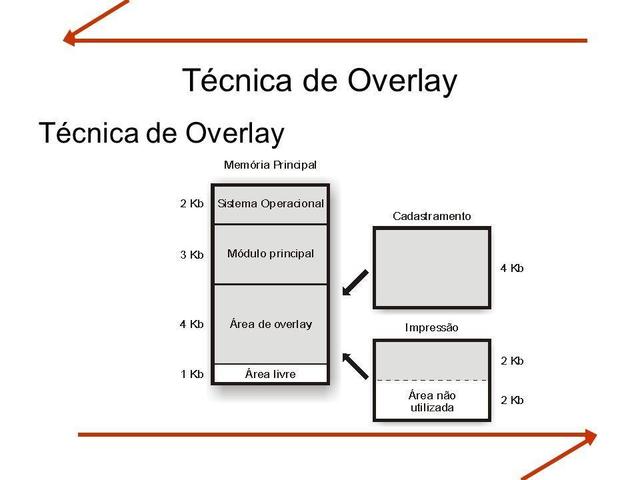 Técnica de Overlay
Técnica de Overlay
Memória Principal
2 Kb
Sistema Operacional
Cadastramento
3 Kb
Módulo principal
4 Kb
4 Kb
Área de overlay
Impressão
1 Kb
Área livre
2 Kb
Área não
utilizada
2 Kb